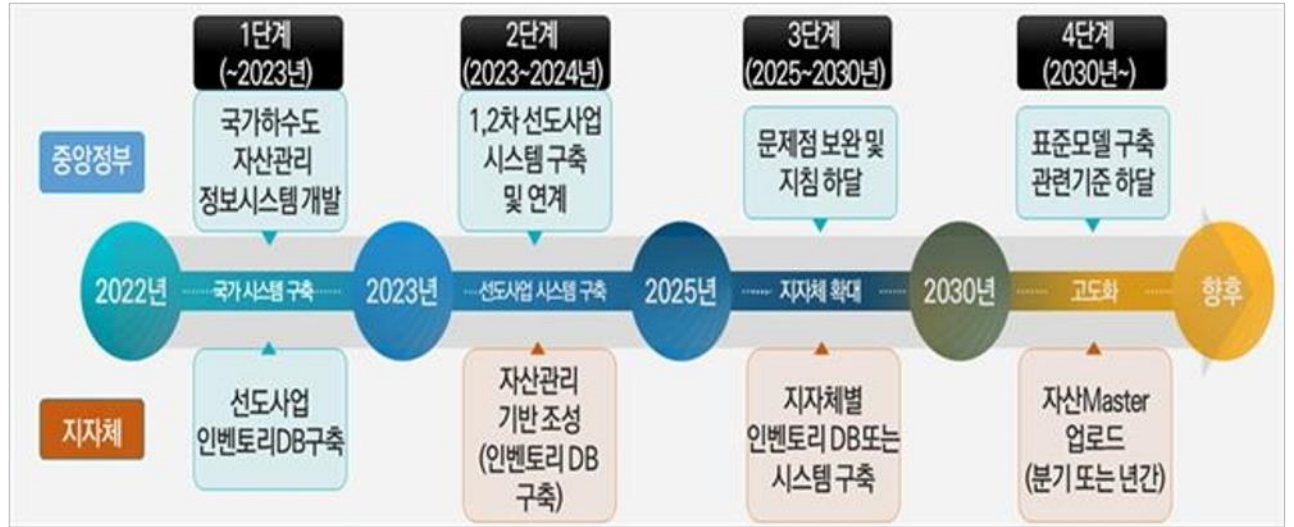 1단계
(~2023년)
2단계
(2023~2024년)
3단계
(2025~2030년)
4단계
(2030년~)
중앙정부
국가하수도
자산관리
정보시스템 개발
1,2차 선도사업
시스템 구축
및 연계
문제점 보완 및
지침 하달
표준모델 구축
관련기준 하달
2022년
국가 시스템 구축
2023년
선도사업 시스템 구축
2025년
지자체 확대
2030년
고도화
향후
지자체
선도사업
인벤토리DB구축
자산관리
기반 조성
(인벤토리 DB
구축)
지자체별
인벤토리 DB또는
시스템 구축
자산Master
업로드
(분기 또는 년간)